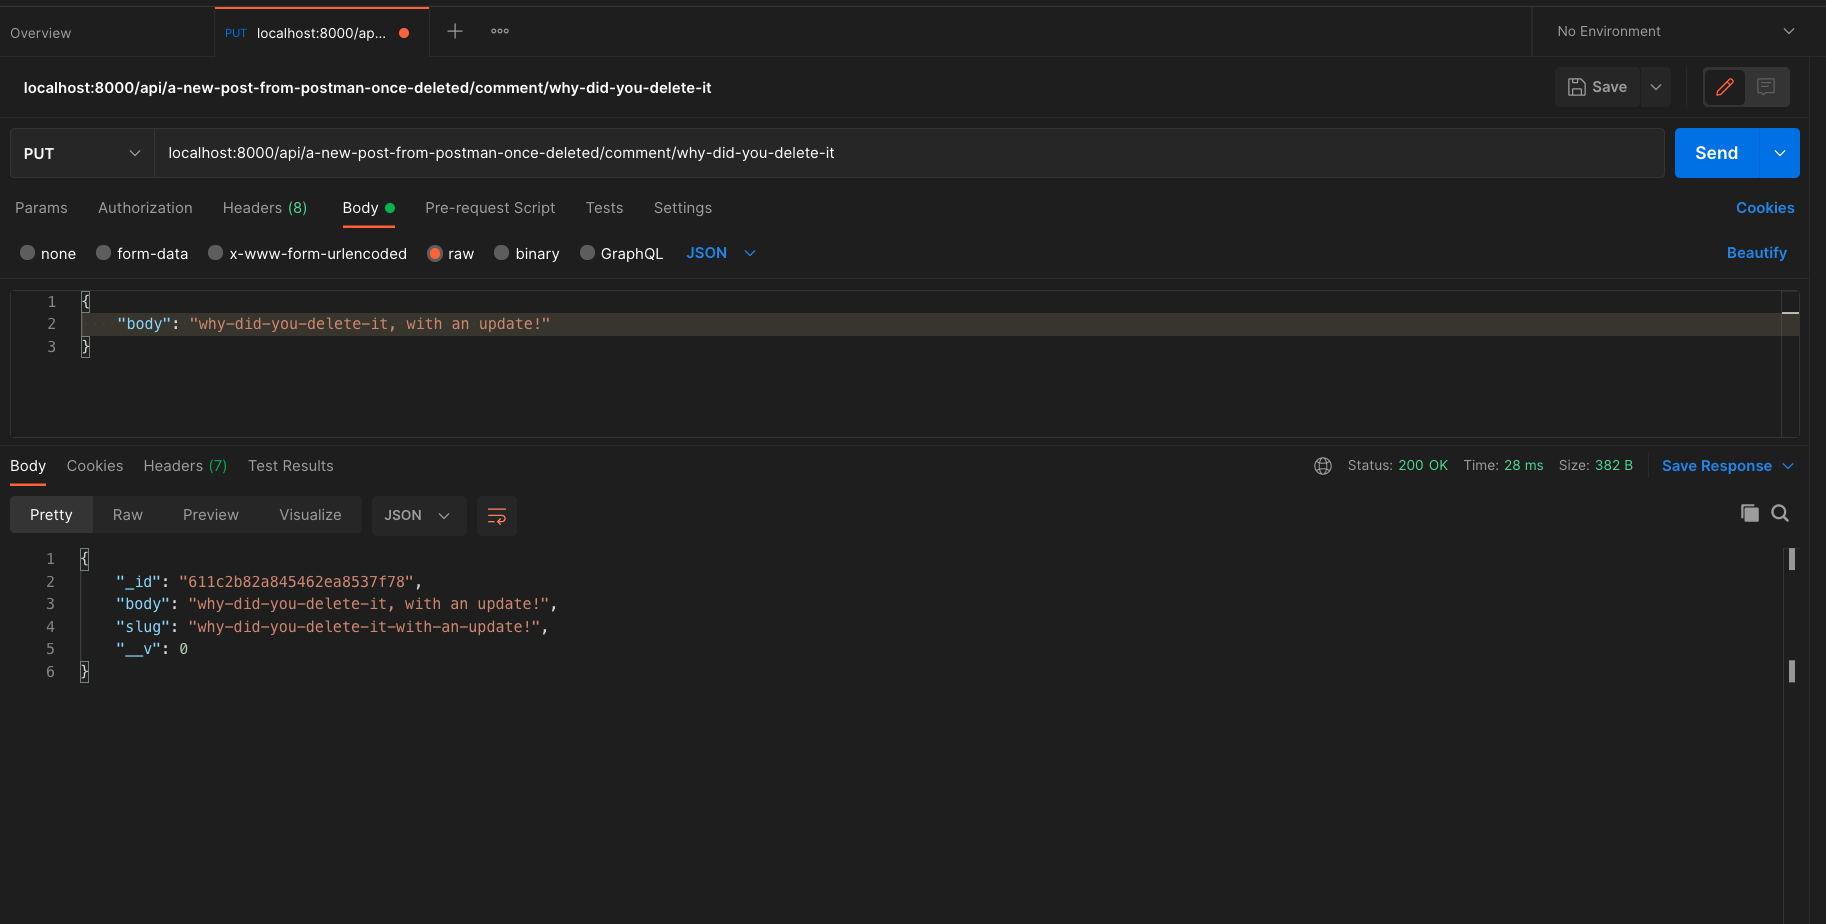 Overview
PUT localhost:8000/ap...
No Environment
localhost:8000/api/a-new-post-from-postman-once-deleted/comment/why-did-you-delete-it
Save
PUT
localhost:8000/api/a-new-post-from-postman-once-deleted/comment/why-did-you-delete-it
Send
Params Authorization Headers (8) Body Pre-request Script Tests Settings Cookies
none form-data x-www-form-urlencoded raw binary GraphQL JSON Beautify
1 {
2 "body": "why-did-you-delete-it, with an update!"
3 }
Body Cookies Headers (7) Test Results Status: 200 OK Time: 28 ms Size: 382 B Save Response
Pretty Raw Preview Visualize JSON
1 {
2 "_id": "611c2b82a845462ea8537f78",
3 "body": "why-did-you-delete-it, with an update!",
4 "slug": "why-did-you-delete-it-with-an-update!",
5 "__v": 0
6 }